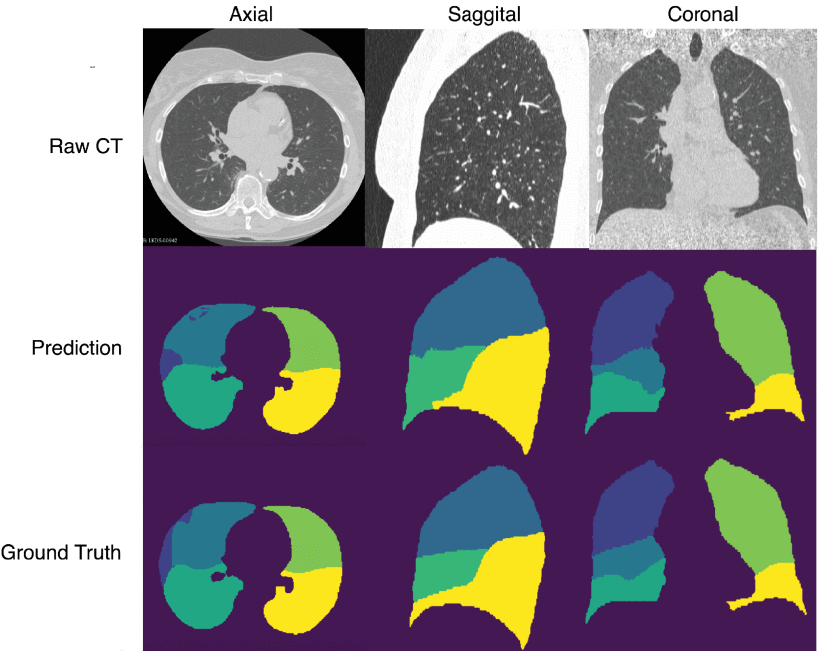 Axial
Saggital
Coronal
Raw CT
Prediction
Ground Truth